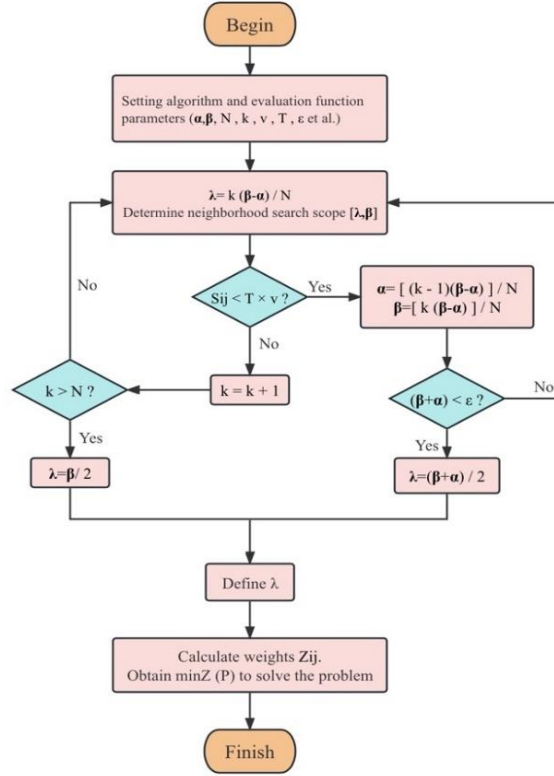 Begin
Setting algorithm and evaluation function
parameters (α,β, N , k , v , T , ε et al.)
λ= k (β-α) / N
Determine neighborhood search scope [λ,β]
No
Sij < T × v ?
Yes
α= [ (k - 1)(β-α) ] / N
β=[ k (β-α) ] / N
No
k > N ?
k = k + 1
(β+α) < ε ?
No
Yes
Yes
λ=β/ 2
λ=(β+α) / 2
Define λ
Calculate weights Zij.
Obtain minZ (P) to solve the problem
Finish